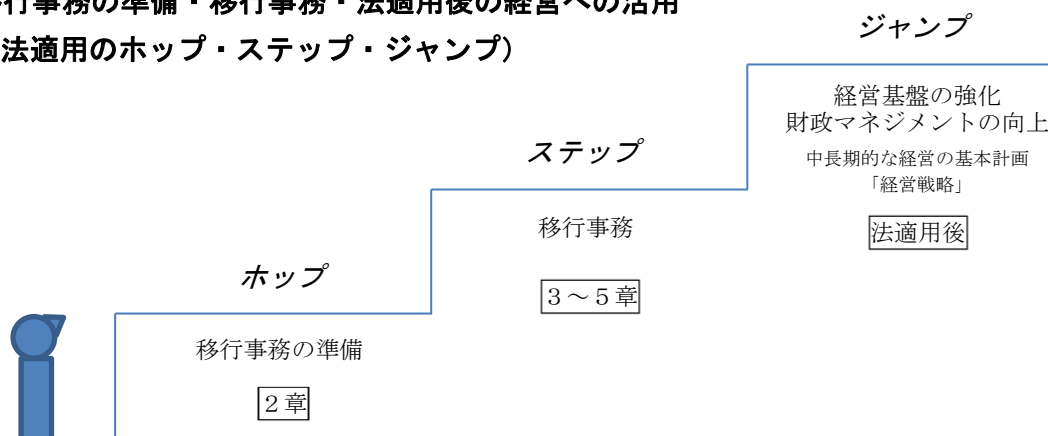 行事務の準備・移行事務・法適用後の経営への活用
法適用のホップ・ステップ・ジャンプ)
ジャンプ
経営基盤の強化
財政マネジメントの向上
中長期的な経営の基本計画
「経営戦略」
法適用後
ステップ
移行事務
3~5章
ホップ
移行事務の準備
2章